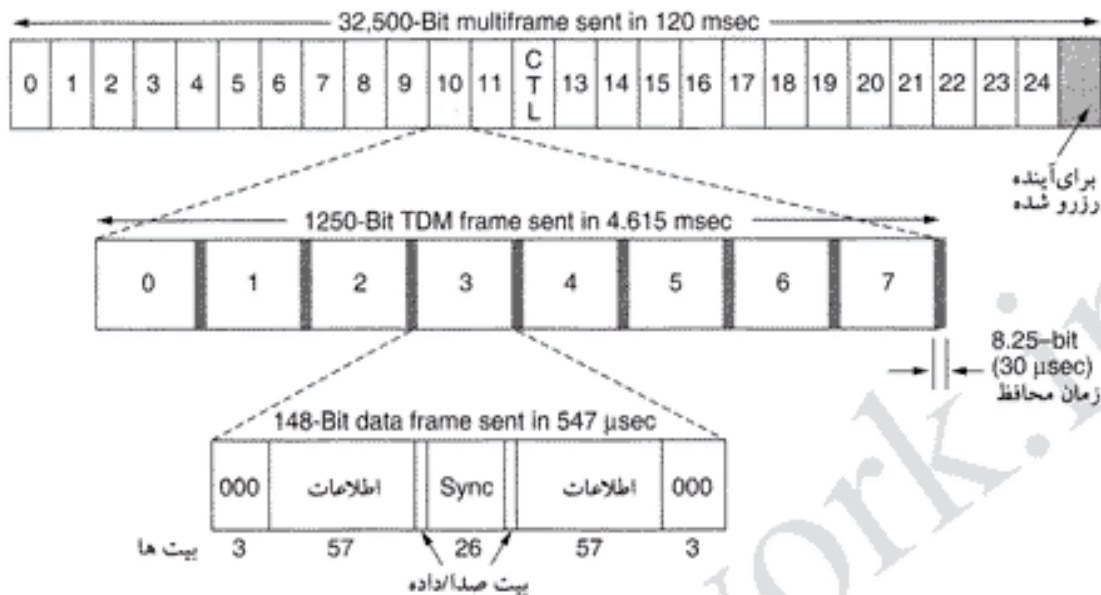 32,500-Bit multiframe sent in 120 msec
0 1 2 3 4 5 6 7 8 9 10 11 CTL 13 14 15 16 17 18 19 20 21 22 23 24
برای آینده
رزرو شده
1250-Bit TDM frame sent in 4.615 msec
0 1 2 3 4 5 6 7
8.25-bit
(30 μsec)
زمان محافظ
148-Bit data frame sent in 547 μsec
000 اطلاعات Sync اطلاعات 000
بیت ها 3 57 26 57 3
بیت صدا/داده
work.ir